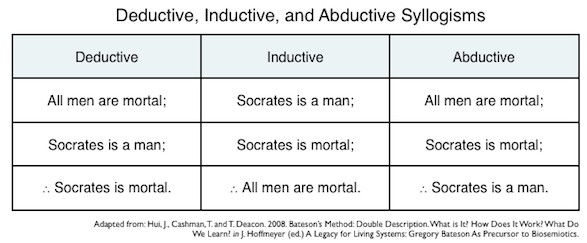 Deductive, Inductive, and Abductive Syllogisms
Deductive Inductive Abductive
All men are mortal; Socrates is a man; All men are mortal;
Socrates is a man; Socrates is mortal; Socrates is mortal;
∴ Socrates is mortal. ∴ All men are mortal. ∴ Socrates is a man.
Adapted from: Hui, J., Cashman, T. and T. Deacon. 2008. Bateson's Method: Double Description. What is It? How Does It Work? What Do
We Learn? in J. Hoffmeyer (ed.) A Legacy for Living Systems: Gregory Bateson As Precursor to Biosemiotics.